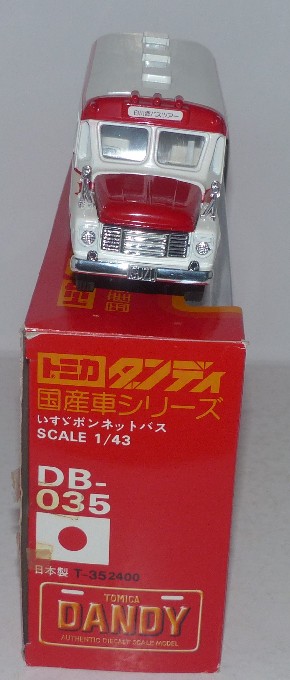 トミカ ダンディ
国産車シリーズ
いすゞボンネットバス
SCALE 1/43
DB-
035
日本製 T-352400
TOMICA
DANDY
AUTHENTIC DIECAST SCALE MODEL